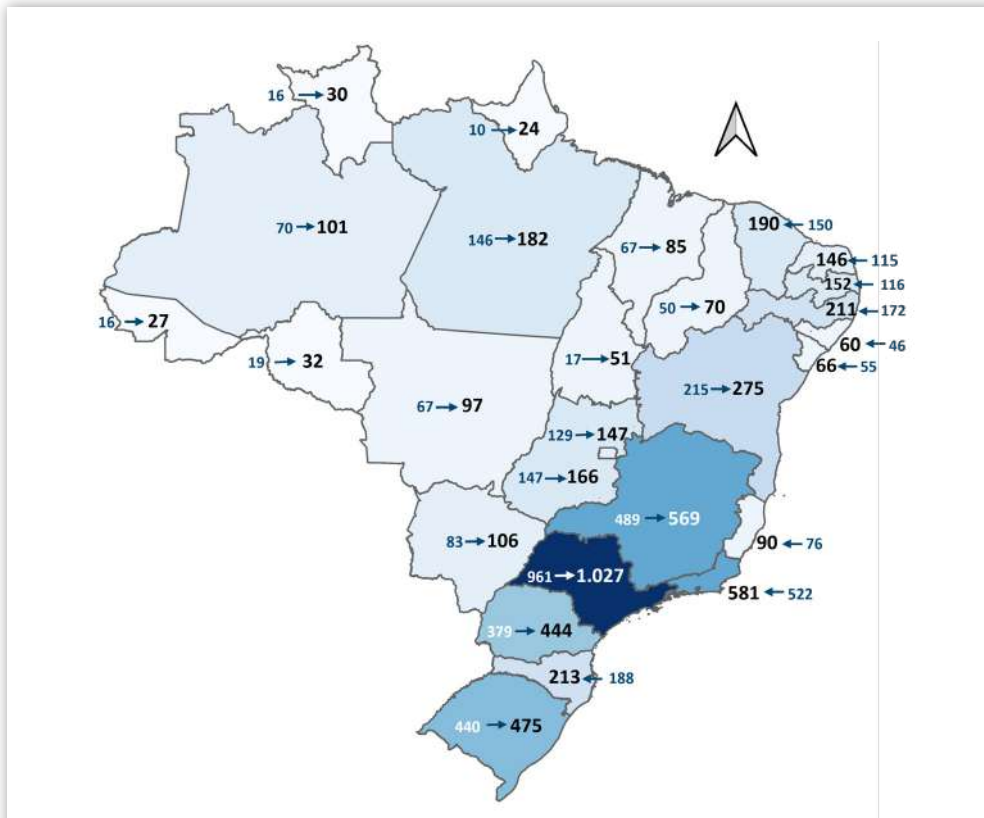 16 → 30
10 → 24
70 → 101
146 → 182
67 → 85
190 ← 150
146 ← 115
152 ← 116
211 ← 172
50 → 70
16 → 27
60 ← 46
19 → 32
17 → 51
66 ← 55
215 → 275
67 → 97
129 → 147
147 → 166
489 → 569
83 → 106
90 ← 76
961 → 1.027
581 ← 522
379 → 444
213 ← 188
440 → 475